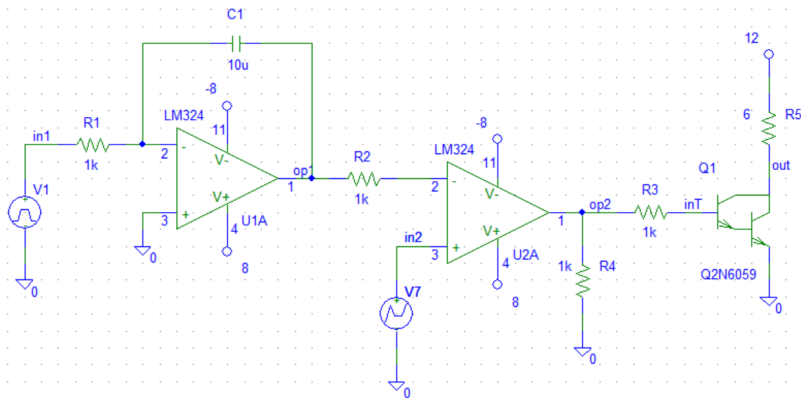 C1
10u
12
-8
LM324
11
V-
2
-
R1
in1
1k
op1
1
R2
1k
V1
V+
3
+
4
U1A
0
8
0
-8
LM324
11
V-
2
-
1
op2
R3
1k
inT
Q1
6
R5
out
in2
V+
3
+
4
U2A
1k
R4
Q2N6059
V7
8
0
0
0